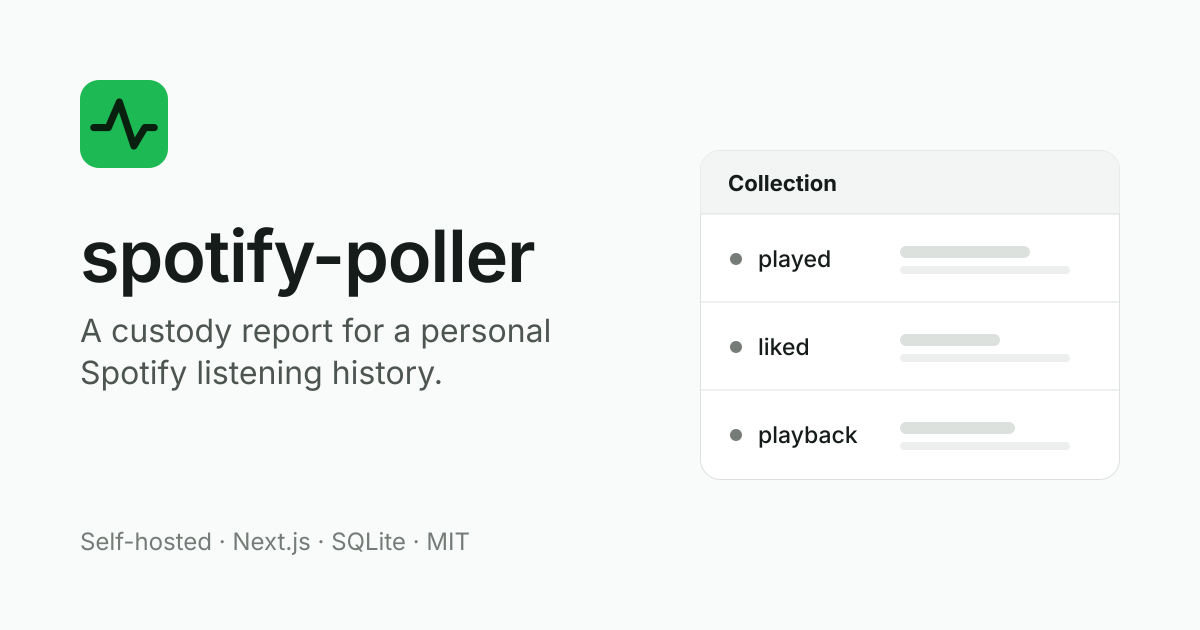 spotify-poller
A custody report for a personal
Spotify listening history.
Self-hosted · Next.js · SQLite · MIT
Collection
played
liked
playback